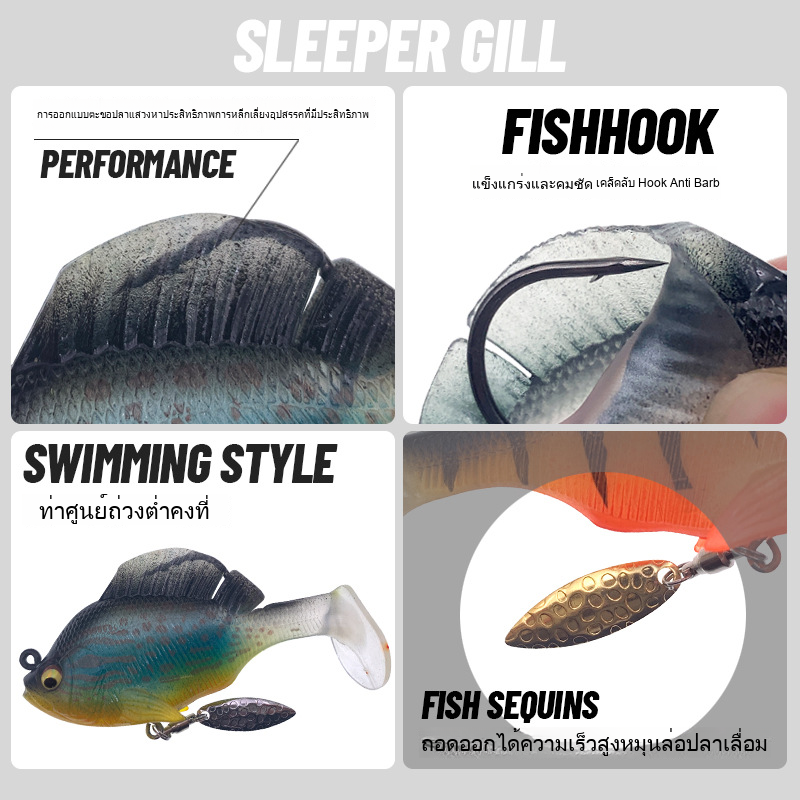 SLEEPER GILL
การออกแบบตะขอปลาแสวงหาประสิทธิภาพการหลีกเลี่ยงอุปสรรคที่มีประสิทธิภาพ
PERFORMANCE
FISHHOOK
แข็งแกร่งและคมชัด เคล็ดลับ Hook Anti Barb
SWIMMING STYLE
ท่าศูนย์ถ่วงต่ำคงที่
FISH SEQUINS
ถอดออกได้ความเร็วสูงหมุนล่อปลาเลื่อม